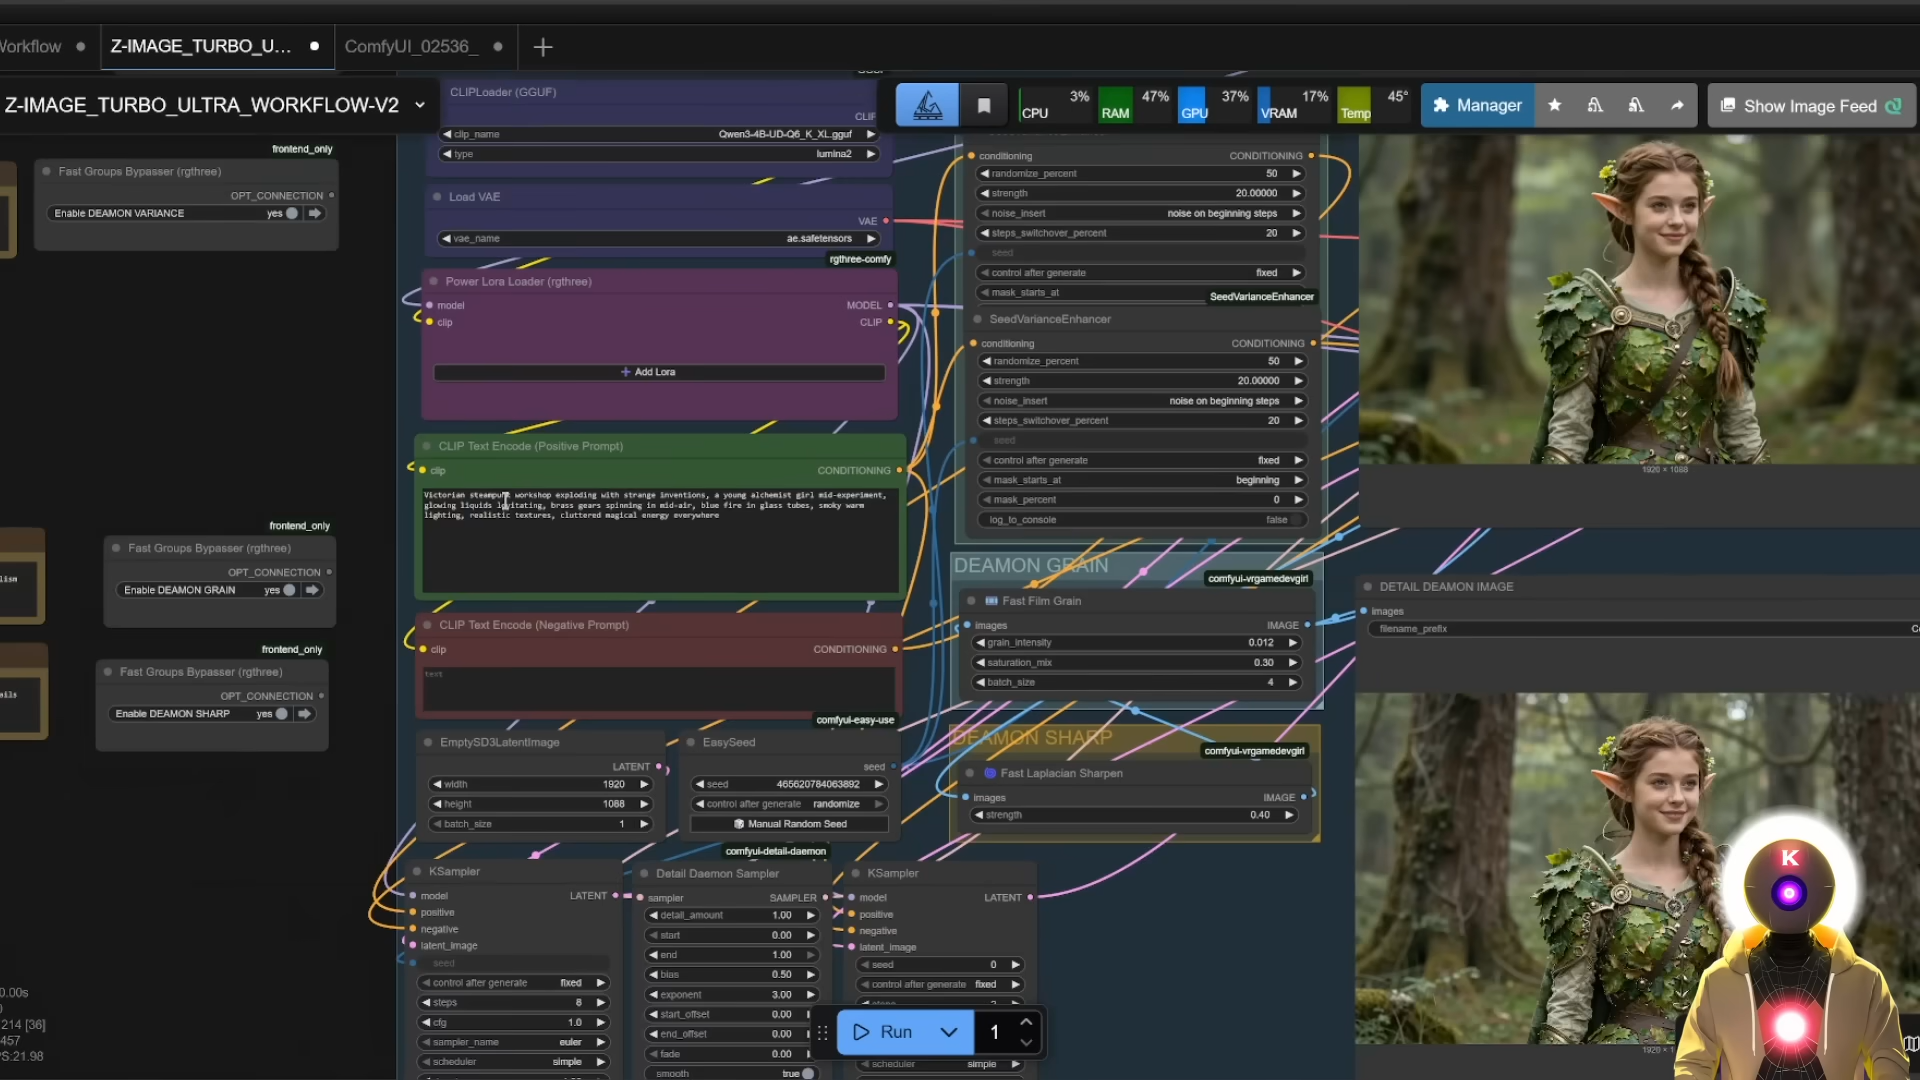 Workflow
Z-IMAGE_TURBO_U...
ComfyUI_02536_
Z-IMAGE_TURBO_ULTRA_WORKFLOW-V2
CPU 3%
RAM 47%
GPU 37%
VRAM 17%
Temp 45°
Manager
Show Image Feed
frontend_only
Fast Groups Bypasser (rgthree)
OPT_CONNECTION
Enable DEAMON VARIANCE yes
frontend_only
Fast Groups Bypasser (rgthree)
OPT_CONNECTION
Enable DEAMON GRAIN yes
frontend_only
Fast Groups Bypasser (rgthree)
OPT_CONNECTION
Enable DEAMON SHARP yes
0.00s
214 [36]
457
PS:21.98
CLIPLoader (GGUF)
clip_name Qwen3-4B-UD-Q6_K_XL.gguf
type lumina2
Load VAE
VAE
vae_name ae.safetensors
rgthree-comfy
Power Lora Loader (rgthree)
model MODEL
clip CLIP
+ Add Lora
CLIP Text Encode (Positive Prompt)
clip CONDITIONING
Victorian steampunk workshop exploding with strange inventions, a young alchemist girl mid-experiment,
glowing liquids levitating, brass gears spinning in mid-air, blue fire in glass tubes, smoky warm
lighting, realistic textures, cluttered magical energy everywhere
CLIP Text Encode (Negative Prompt)
clip CONDITIONING
text
comfyui-easy-use
EmptySD3LatentImage
LATENT
width 1920
height 1088
batch_size 1
EasySeed
seed
seed 465620784063892
control after generate randomize
Manual Random Seed
comfyui-detail-daemon
KSampler
model LATENT
positive
negative
latent_image
seed
control after generate fixed
steps 8
cfg 1.0
sampler_name euler
scheduler simple
Detail Daemon Sampler
sampler SAMPLER
detail_amount 1.00
start 0.00
end 1.00
bias 0.50
exponent 3.00
start_offset 0.00
end_offset 0.00
fade 0.00
smooth true
KSampler
model LATENT
positive
negative
latent_image
seed 0
control after generate fixed
scheduler simple
Run 1
conditioning CONDITIONING
randomize_percent 50
strength 20.00000
noise_insert noise on beginning steps
steps_switchover_percent 20
seed
control after generate fixed
mask_starts_at
SeedVarianceEnhancer
SeedVarianceEnhancer
conditioning CONDITIONING
randomize_percent 50
strength 20.00000
noise_insert noise on beginning steps
steps_switchover_percent 20
seed
control after generate fixed
mask_starts_at beginning
mask_percent 0
log_to_console false
DEAMON GRAIN
comfyui-vrgamedevgirl
Fast Film Grain
images IMAGE
grain_intensity 0.012
saturation_mix 0.30
batch_size 4
DEAMON SHARP
comfyui-vrgamedevgirl
Fast Laplacian Sharpen
images IMAGE
strength 0.40
1920 × 1088
DETAIL DEAMON IMAGE
images
filename_prefix
K